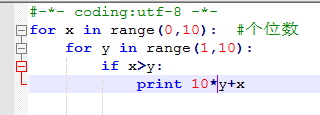 #-*- coding:utf-8 -*-
for x in range(0,10):  #个位数
    for y in range(1,10):
        if x>y:
            print 10*y+x